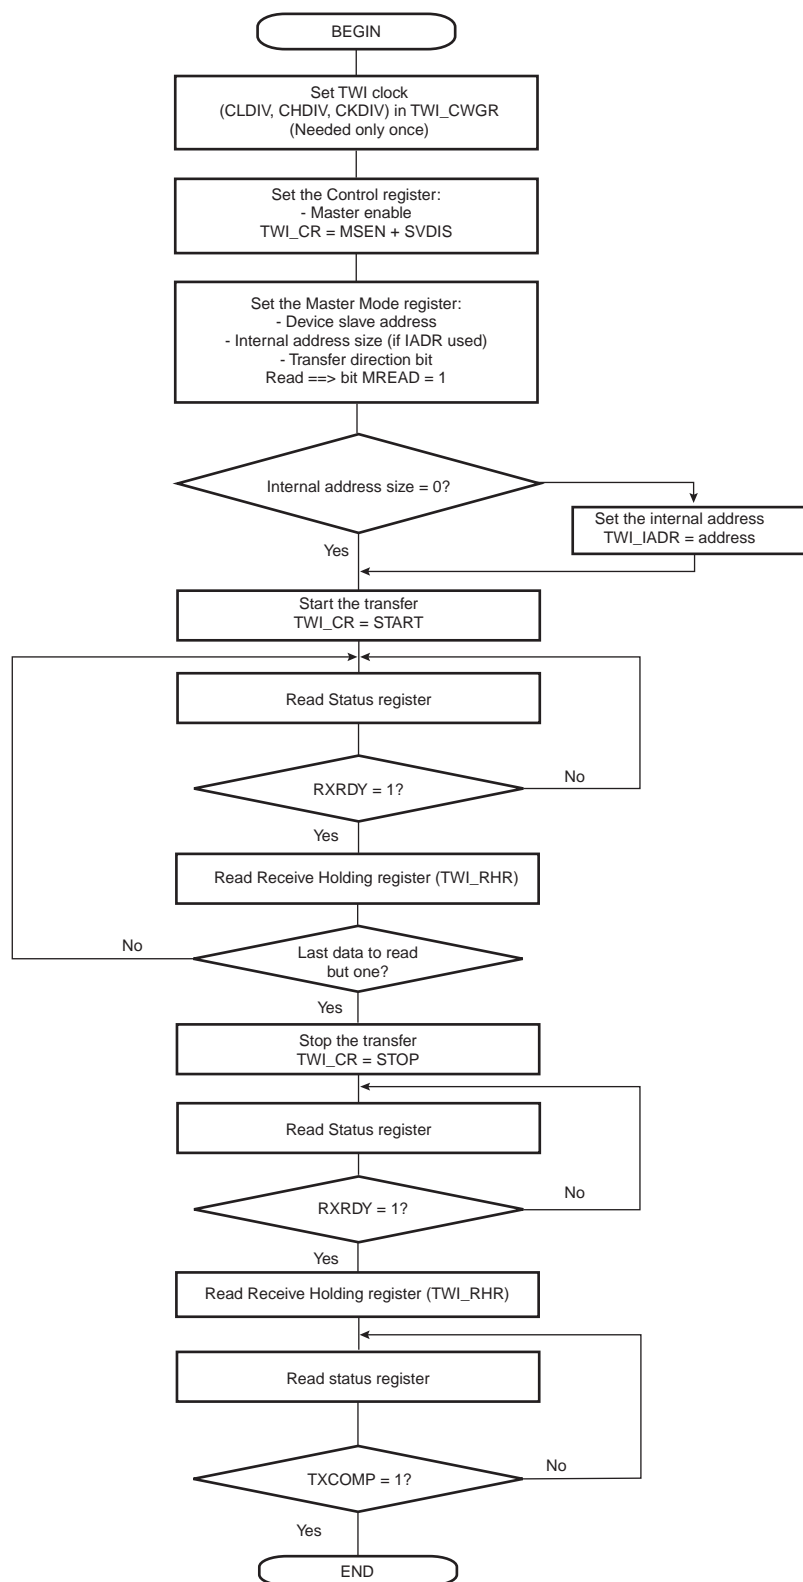 BEGIN
Set TWI clock
(CLDIV, CHDIV, CKDIV) in TWI_CWGR
(Needed only once)
Set the Control register:
- Master enable
TWI_CR = MSEN + SVDIS
Set the Master Mode register:
- Device slave address
- Internal address size (if IADR used)
- Transfer direction bit
Read ==> bit MREAD = 1
Internal address size = 0?
Set the internal address
TWI_IADR = address
Yes
Start the transfer
TWI_CR = START
Read Status register
RXRDY = 1?
No
Yes
Read Receive Holding register (TWI_RHR)
No
Last data to read
but one?
Yes
Stop the transfer
TWI_CR = STOP
Read Status register
RXRDY = 1?
No
Yes
Read Receive Holding register (TWI_RHR)
Read status register
TXCOMP = 1?
No
Yes
END